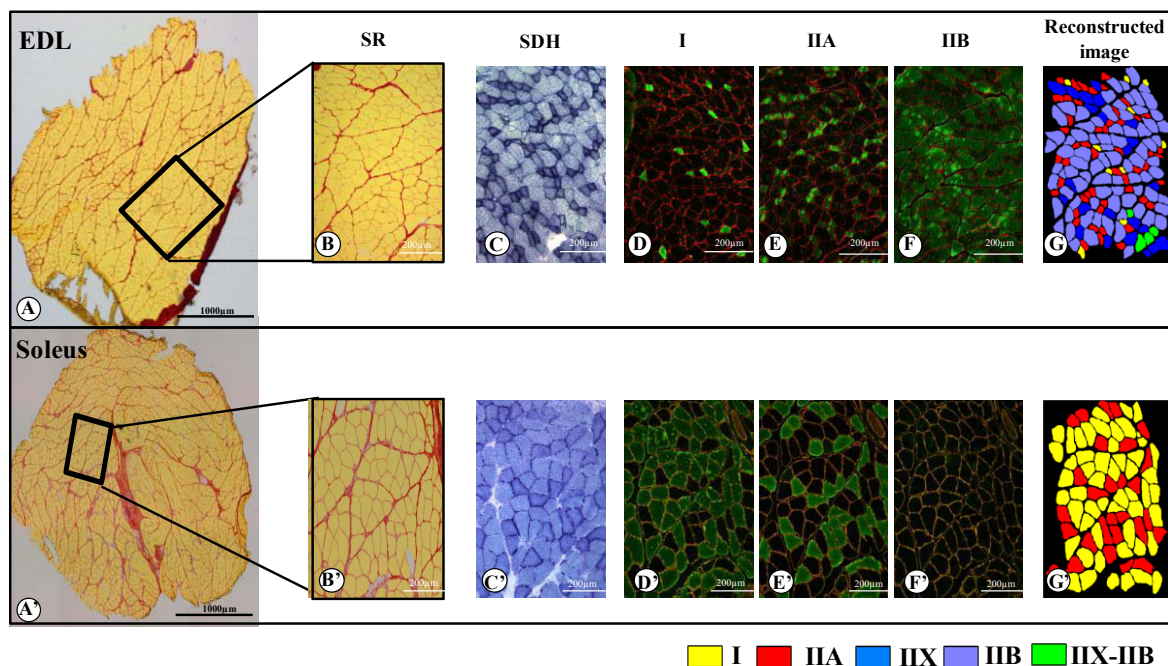 EDL
SR
SDH
I
IIA
IIB
Reconstructed
image
200µm
200µm
200µm
200µm
200µm
B
C
D
E
F
G
A
1000µm
Soleus
200µm
200µm
200µm
200µm
200µm
B'
C'
D'
E'
F'
G'
A'
1000µm
I IIA IIX IIB IIX-IIB